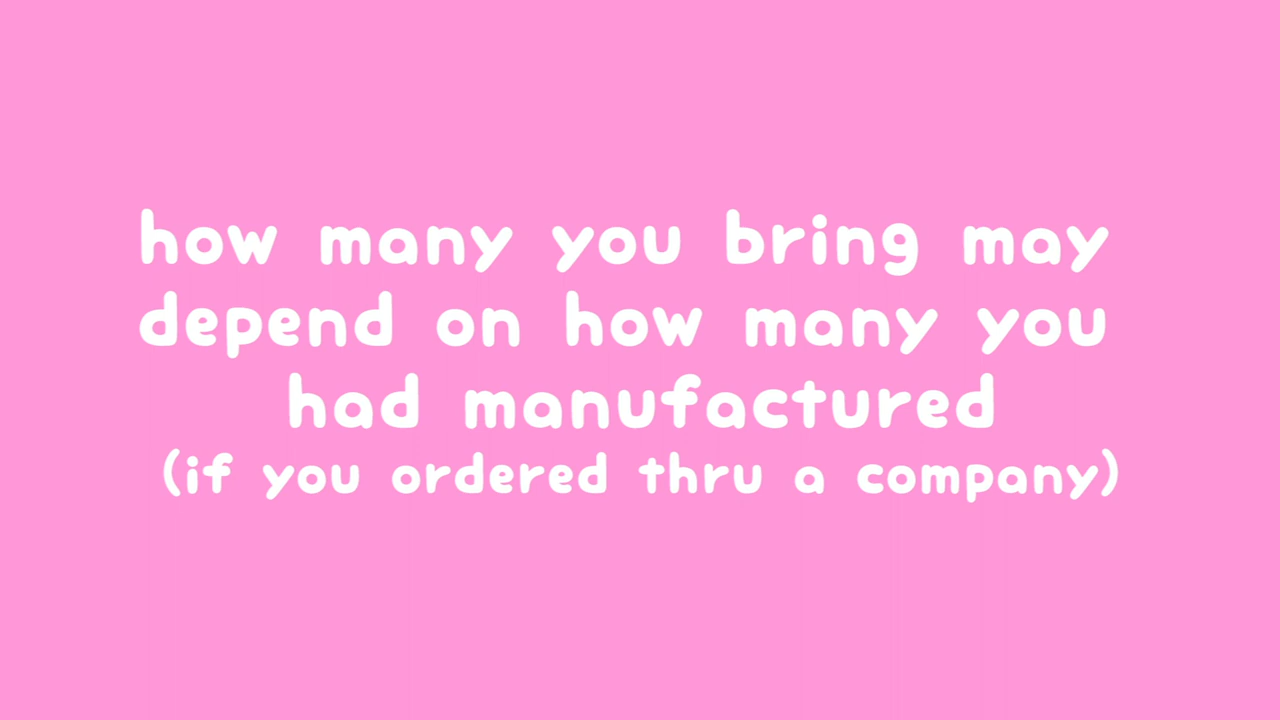 how many you bring may
depend on how many you
had manufactured
(if you ordered thru a company)